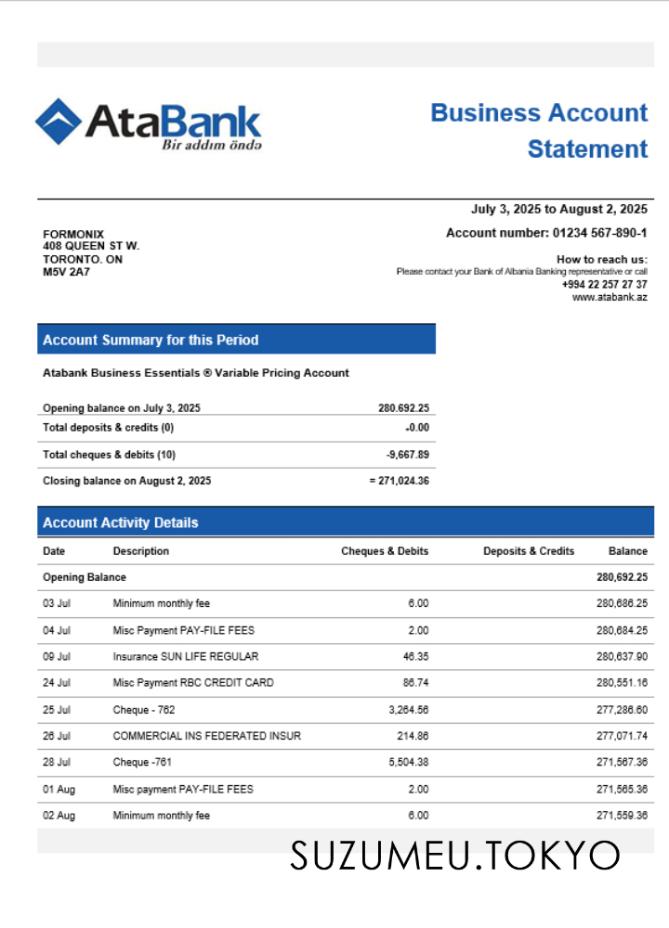 AtaBank
Bir addım öndə
Business Account
Statement
July 3, 2025 to August 2, 2025
Account number: 01234 567-890-1
FORMONIX
408 QUEEN ST W.
TORONTO. ON
M5V 2A7
How to reach us:
Please contact your Bank of Albania Banking representative or call
+994 22 257 27 37
www.atabank.az
Account Summary for this Period
Atabank Business Essentials ® Variable Pricing Account
Opening balance on July 3, 2025 280.692.25
Total deposits & credits (0) -0.00
Total cheques & debits (10) -9,667.89
Closing balance on August 2, 2025 = 271,024.36
Account Activity Details
Date Description Cheques & Debits Deposits & Credits Balance
Opening Balance 280,692.25
03 Jul Minimum monthly fee 6.00 280,686.25
04 Jul Misc Payment PAY-FILE FEES 2.00 280,684.25
09 Jul Insurance SUN LIFE REGULAR 46.35 280,637.90
24 Jul Misc Payment RBC CREDIT CARD 86.74 280,551.16
25 Jul Cheque - 762 3,264.56 277,286.60
26 Jul COMMERCIAL INS FEDERATED INSUR 214.86 277,071.74
28 Jul Cheque -761 5,504.38 271,567.36
01 Aug Misc payment PAY-FILE FEES 2.00 271,565.36
02 Aug Minimum monthly fee 6.00 271,559.36
SUZUMEU.TOKYO